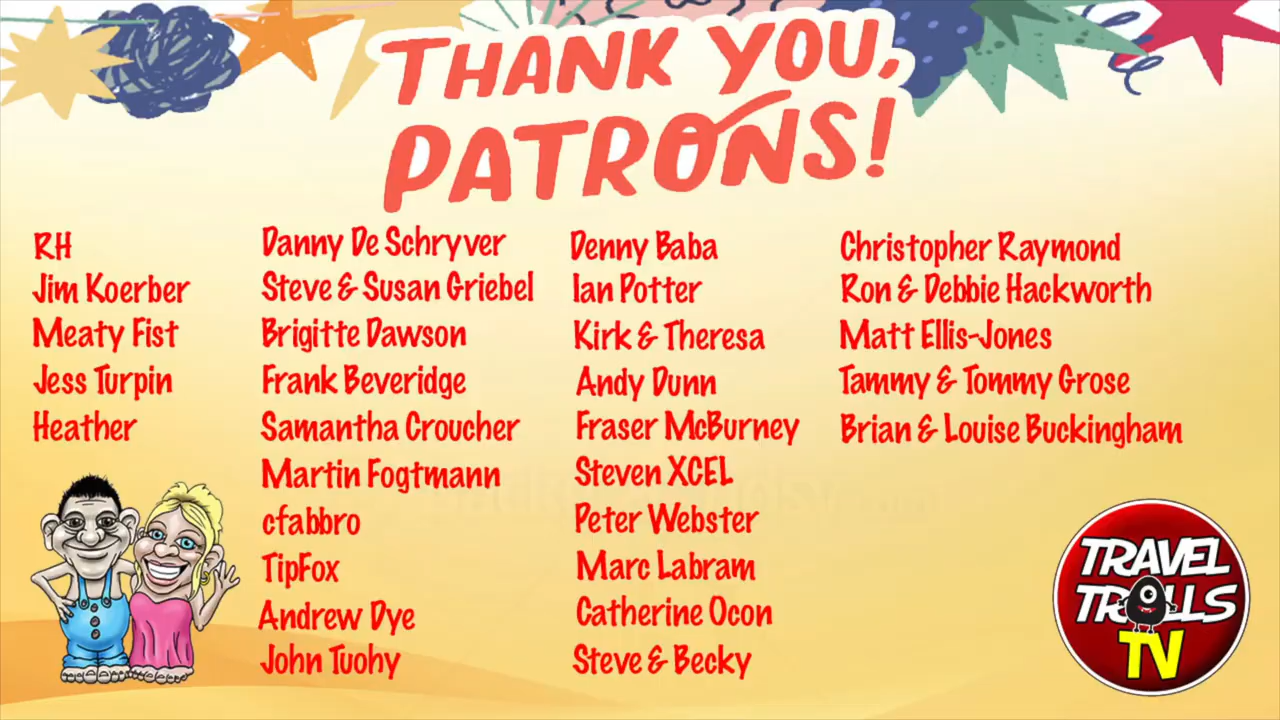 THANK YOU,
PATRONS!
RH
Jim Koerber
Meaty Fist
Jess Turpin
Heather
Danny De Schryver
Steve & Susan Griebel
Brigitte Dawson
Frank Beveridge
Samantha Croucher
Martin Fogtmann
cfabbro
TipFox
Andrew Dye
John Tuohy
Denny Baba
Ian Potter
Kirk & Theresa
Andy Dunn
Fraser McBurney
Steven XCEL
Peter Webster
Marc Labram
Catherine Ocon
Steve & Becky
Christopher Raymond
Ron & Debbie Hackworth
Matt Ellis-Jones
Tammy & Tommy Grose
Brian & Louise Buckingham
TRAVEL
TROLLS
TV